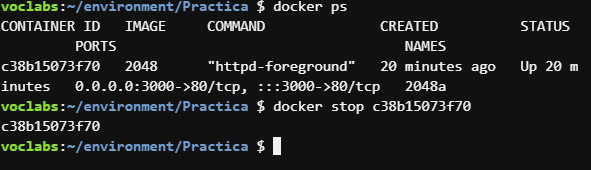 voclabs:~/environment/Practica $ docker ps
CONTAINER ID   IMAGE     COMMAND              CREATED          STATUS
          PORTS                                   NAMES
c38b15073f70   2048      "httpd-foreground"   20 minutes ago   Up 20 m
inutes   0.0.0.0:3000->80/tcp, :::3000->80/tcp   2048a
voclabs:~/environment/Practica $ docker stop c38b15073f70
c38b15073f70
voclabs:~/environment/Practica $